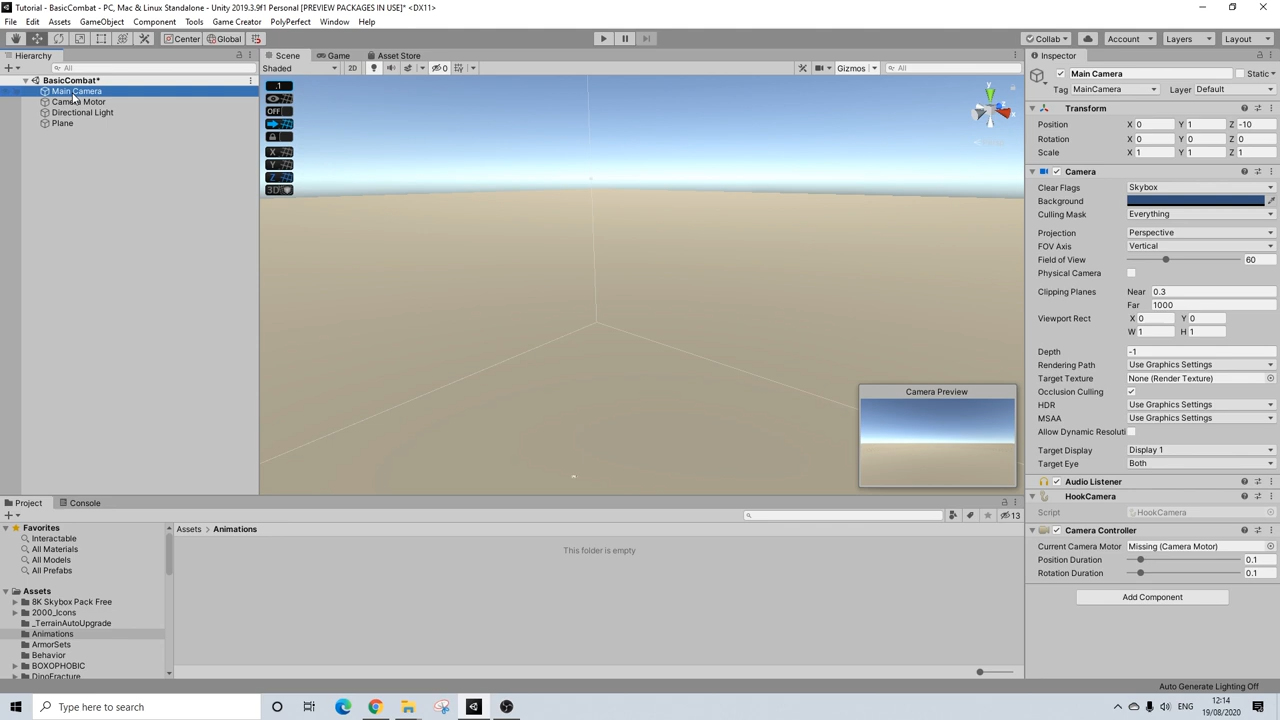 Tutorial - BasicCombat - PC, Mac & Linux Standalone - Unity 2019.3.9f1 Personal [PREVIEW PACKAGES IN USE]* <DX11>
File Edit Assets GameObject Component Tools Game Creator PolyPerfect Window Help
Center Global Collab Account Layers Layout
Hierarchy Scene Game Asset Store Inspector
All Shaded 2D 0 Gizmos All Main Camera Static
BasicCombat* .1 Tag MainCamera Layer Default
Main Camera
Camera Motor Transform
Directional Light OFF
Plane Position X 0 Y 1 Z -10
Rotation X 0 Y 0 Z 0
X Scale X 1 Y 1 Z 1
Y Camera
Z Clear Flags Skybox
3D Background
Culling Mask Everything
Projection Perspective
FOV Axis Vertical
Field of View 60
Physical Camera
Clipping Planes Near 0.3
Far 1000
Viewport Rect X 0 Y 0
W 1 H 1
Depth -1
Rendering Path Use Graphics Settings
Target Texture None (Render Texture)
Camera Preview Occlusion Culling
HDR Use Graphics Settings
MSAA Use Graphics Settings
Allow Dynamic Resoluti
Target Display Display 1
Target Eye Both
Audio Listener
HookCamera
Script HookCamera
Camera Controller
Current Camera Motor Missing (Camera Motor)
Position Duration 0.1
Rotation Duration 0.1
Add Component
Project Console
13
Favorites Assets > Animations
Interactable
All Materials This folder is empty
All Models
All Prefabs
Assets
8K Skybox Pack Free
2000_Icons
_TerrainAutoUpgrade
Animations
ArmorSets
Behavior
BOXOPHOBIC
DinoFracture
Auto Generate Lighting Off
Type here to search ENG 12:14
19/08/2020